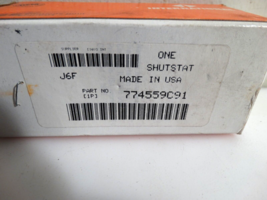 ONE
SHUTSTAT
J6F
MADE IN USA
PART NO
(1P)
774559C91